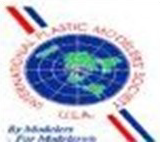 INTERNATIONAL PLASTIC MODELERS' SOCIETY
U.S.A.
By Modelers
For Modelers